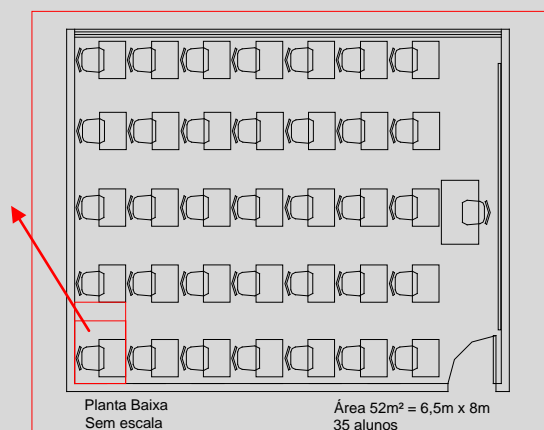 Planta Baixa
Sem escala
Área 52m² = 6,5m x 8m
35 alunos